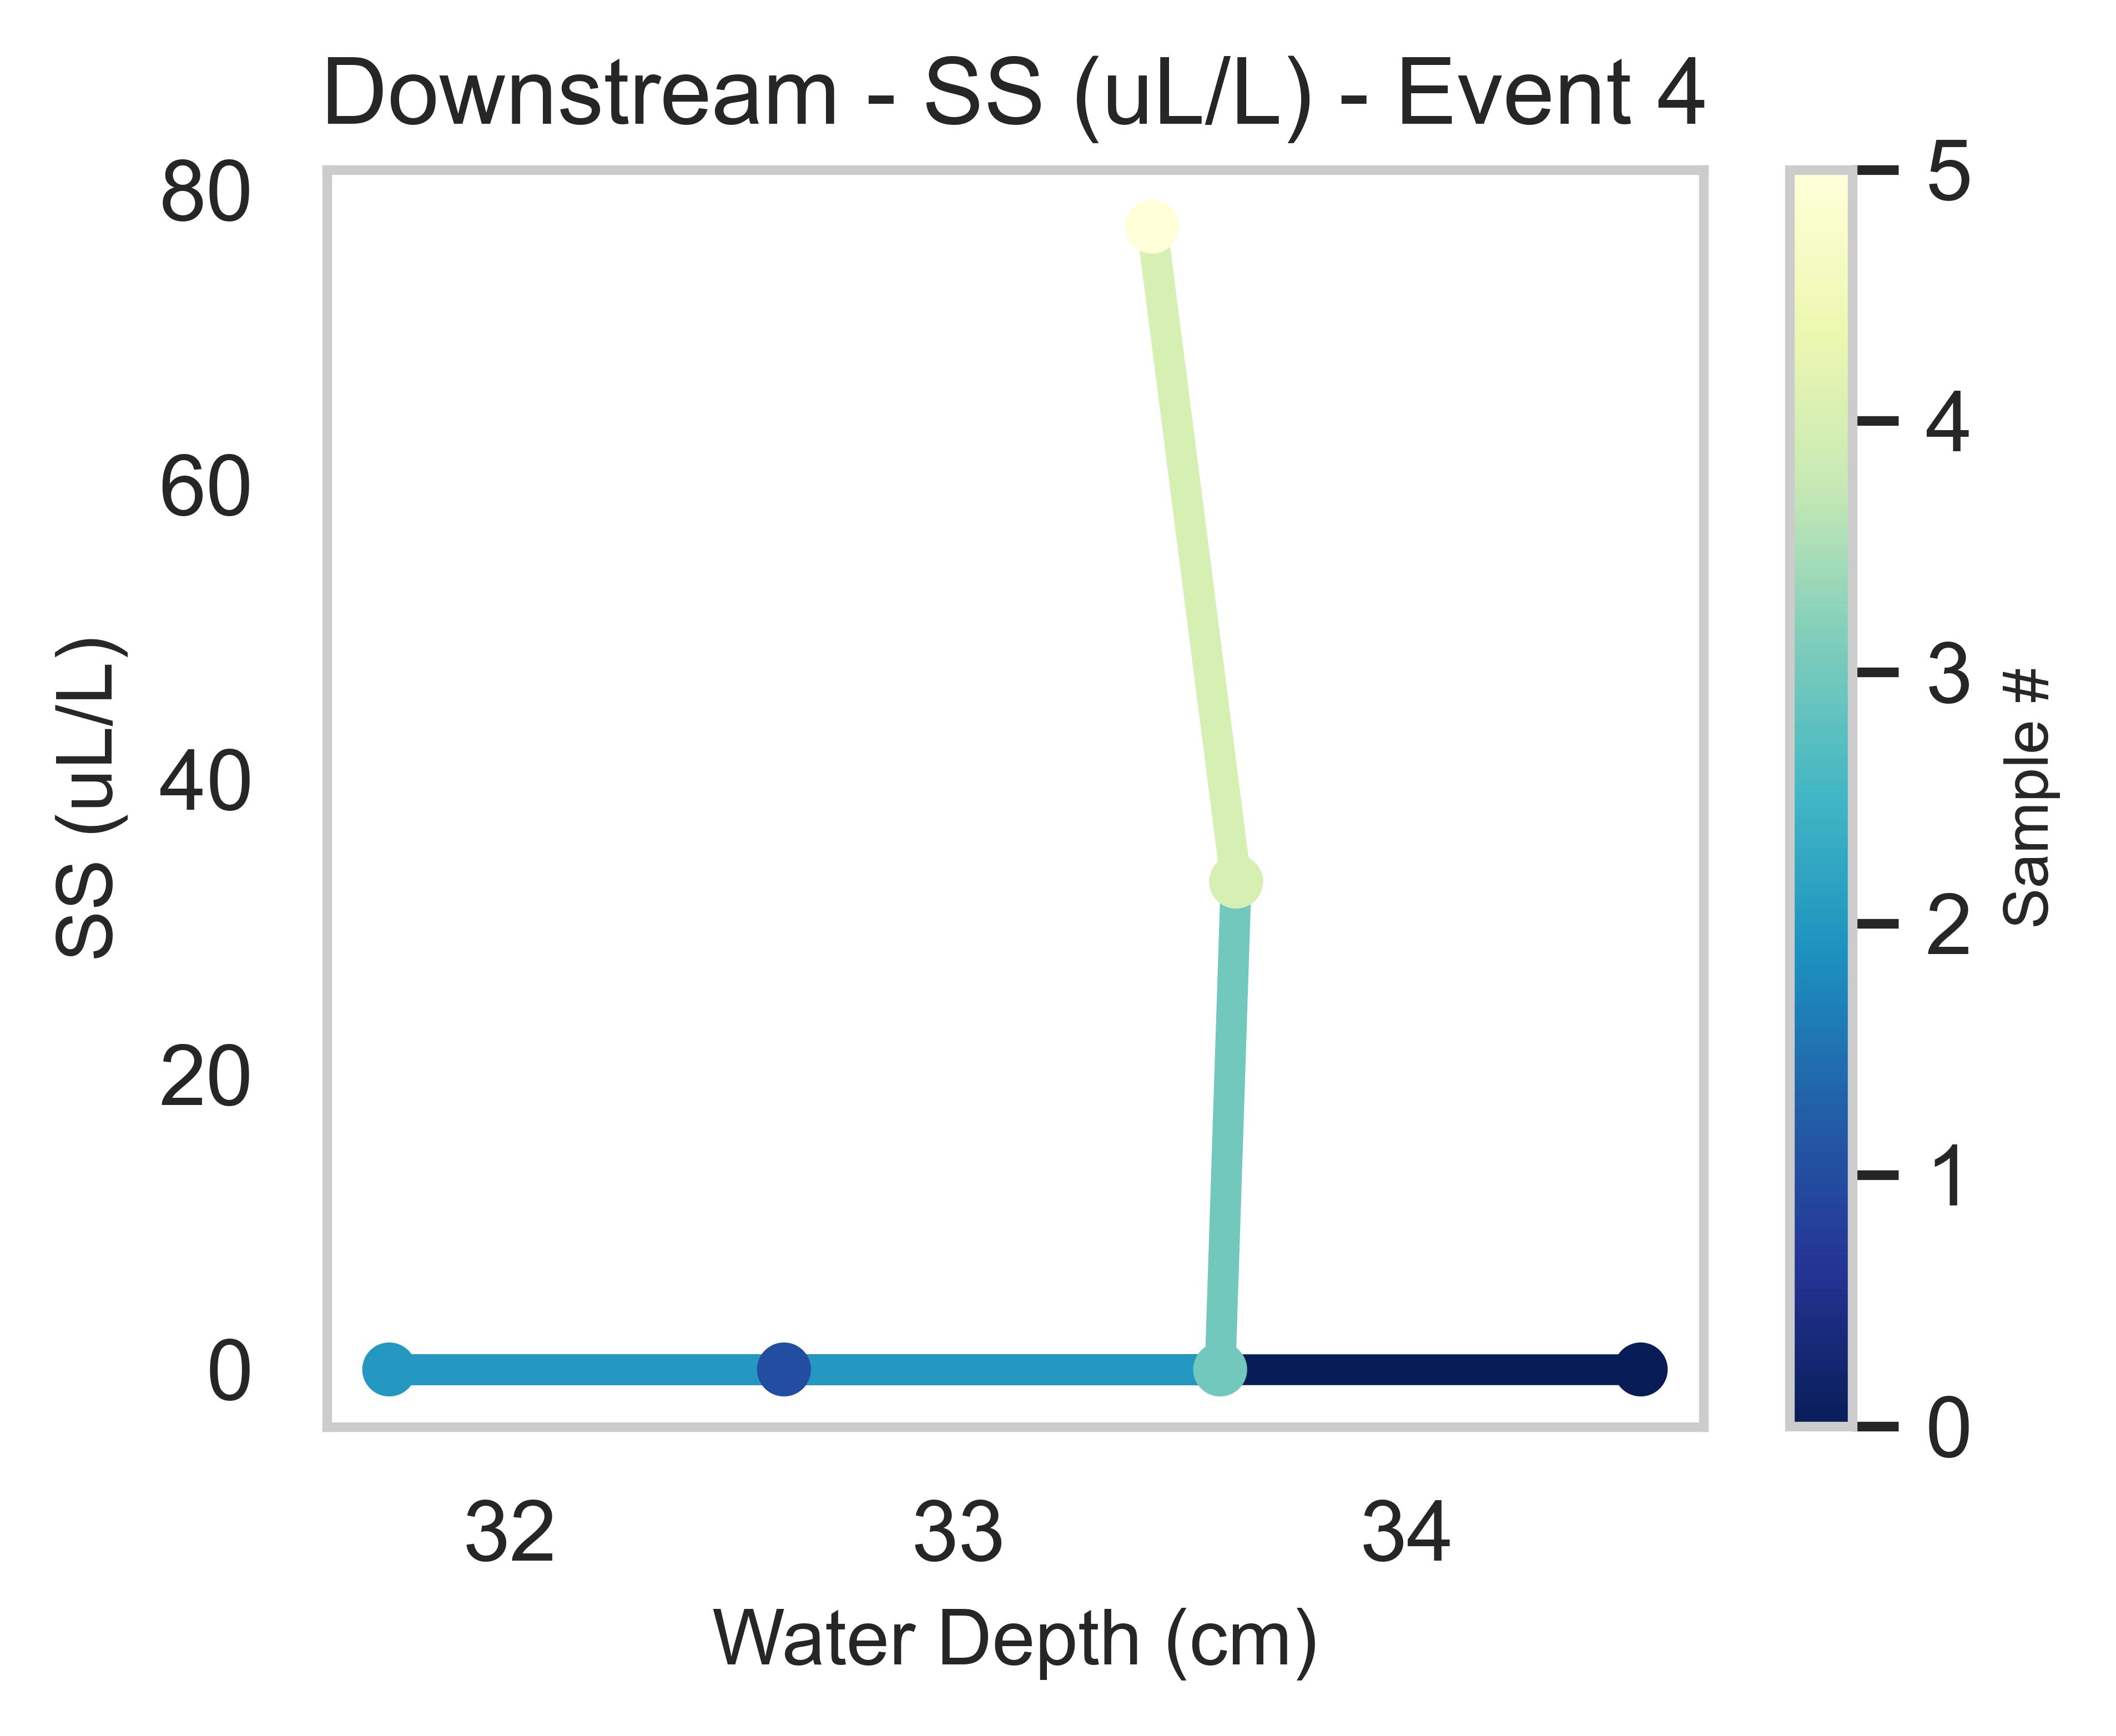 Downstream - SS (uL/L) - Event 4
80
60
40
20
0
SS (uL/L)
32 33 34
Water Depth (cm)
5
4
3
2
1
0
Sample #